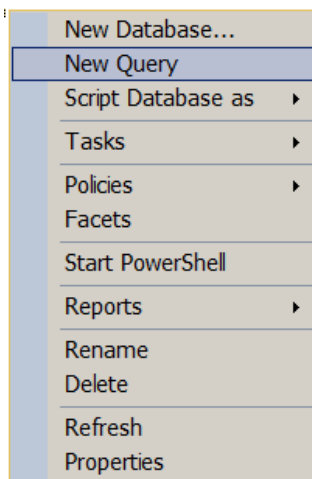 New Database...
New Query
Script Database as
Tasks
Policies
Facets
Start PowerShell
Reports
Rename
Delete
Refresh
Properties